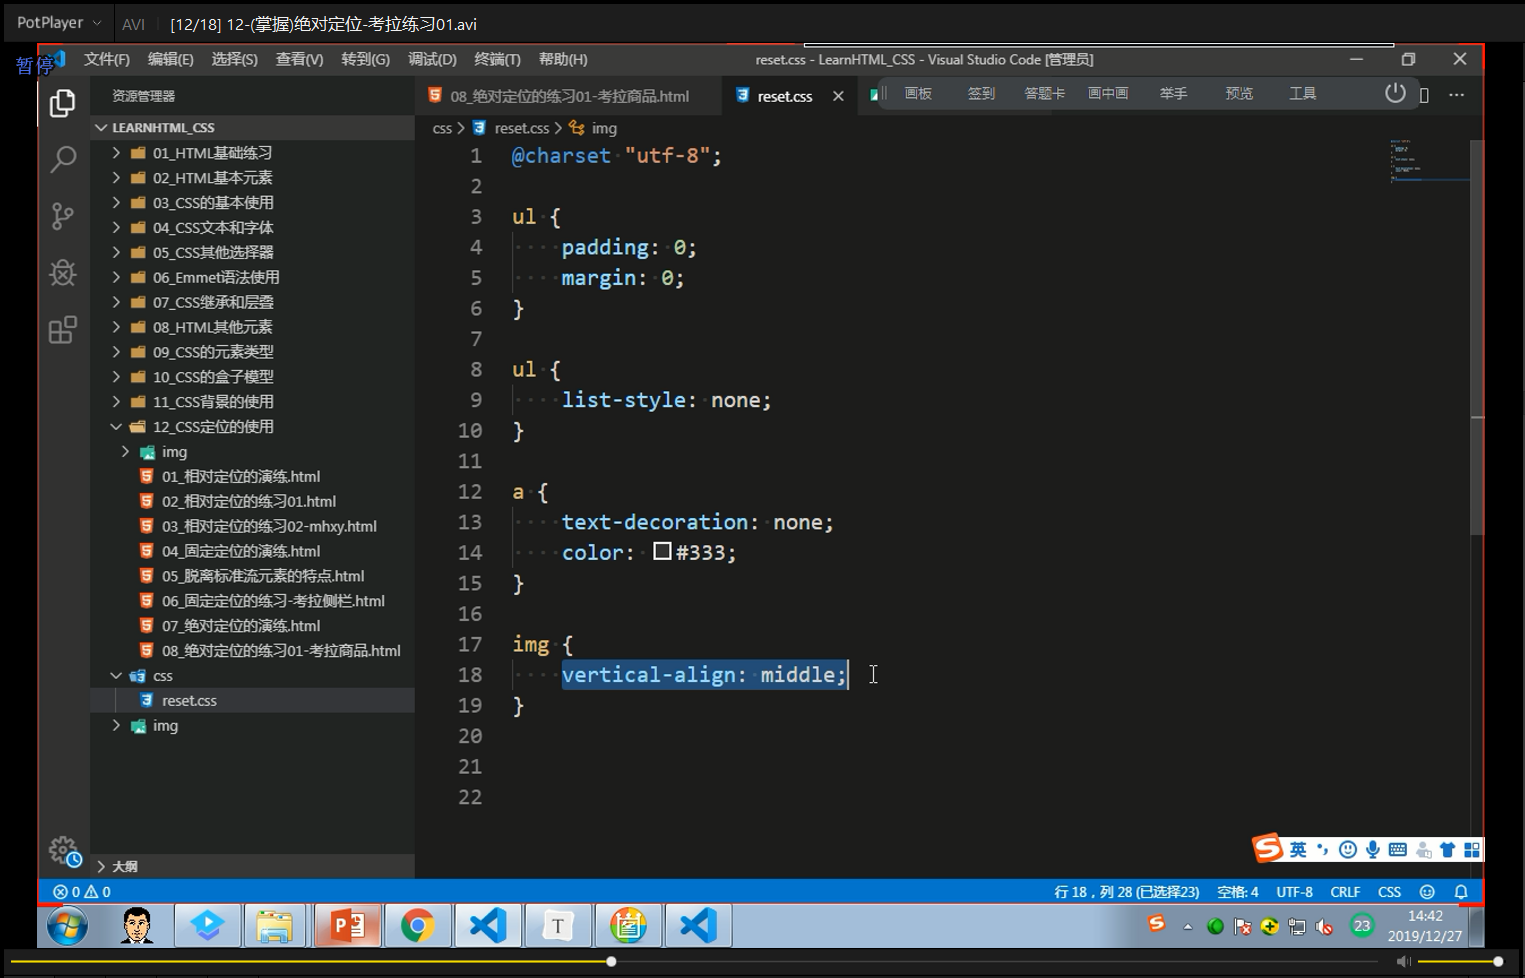 PotPlayer AVI [12/18] 12-(掌握)绝对定位-考拉练习01.avi
暂停
文件(F) 编辑(E) 选择(S) 查看(V) 转到(G) 调试(D) 终端(T) 帮助(H) reset.css - LearnHTML_CSS - Visual Studio Code [管理员]
资源管理器
08_绝对定位的练习01-考拉商品.html reset.css
画板 签到 答题卡 画中画 举手 预览 工具
LEARNHTML_CSS
01_HTML基础练习
02_HTML基本元素
03_CSS的基本使用
04_CSS文本和字体
05_CSS其他选择器
06_Emmet语法使用
07_CSS继承和层叠
08_HTML其他元素
09_CSS的元素类型
10_CSS的盒子模型
11_CSS背景的使用
12_CSS定位的使用
img
01_相对定位的演练.html
02_相对定位的练习01.html
03_相对定位的练习02-mhxy.html
04_固定定位的演练.html
05_脱离标准流元素的特点.html
06_固定定位的练习-考拉侧栏.html
07_绝对定位的演练.html
08_绝对定位的练习01-考拉商品.html
css
reset.css
img
大纲
css > reset.css > img
1 @charset "utf-8";
2
3 ul {
4 padding: 0;
5 margin: 0;
6 }
7
8 ul {
9 list-style: none;
10 }
11
12 a {
13 text-decoration: none;
14 color: #333;
15 }
16
17 img {
18 vertical-align: middle;
19 }
20
21
22
英
0 0 行 18，列 28 (已选择23) 空格: 4 UTF-8 CRLF CSS
P T 23 14:42
2019/12/27